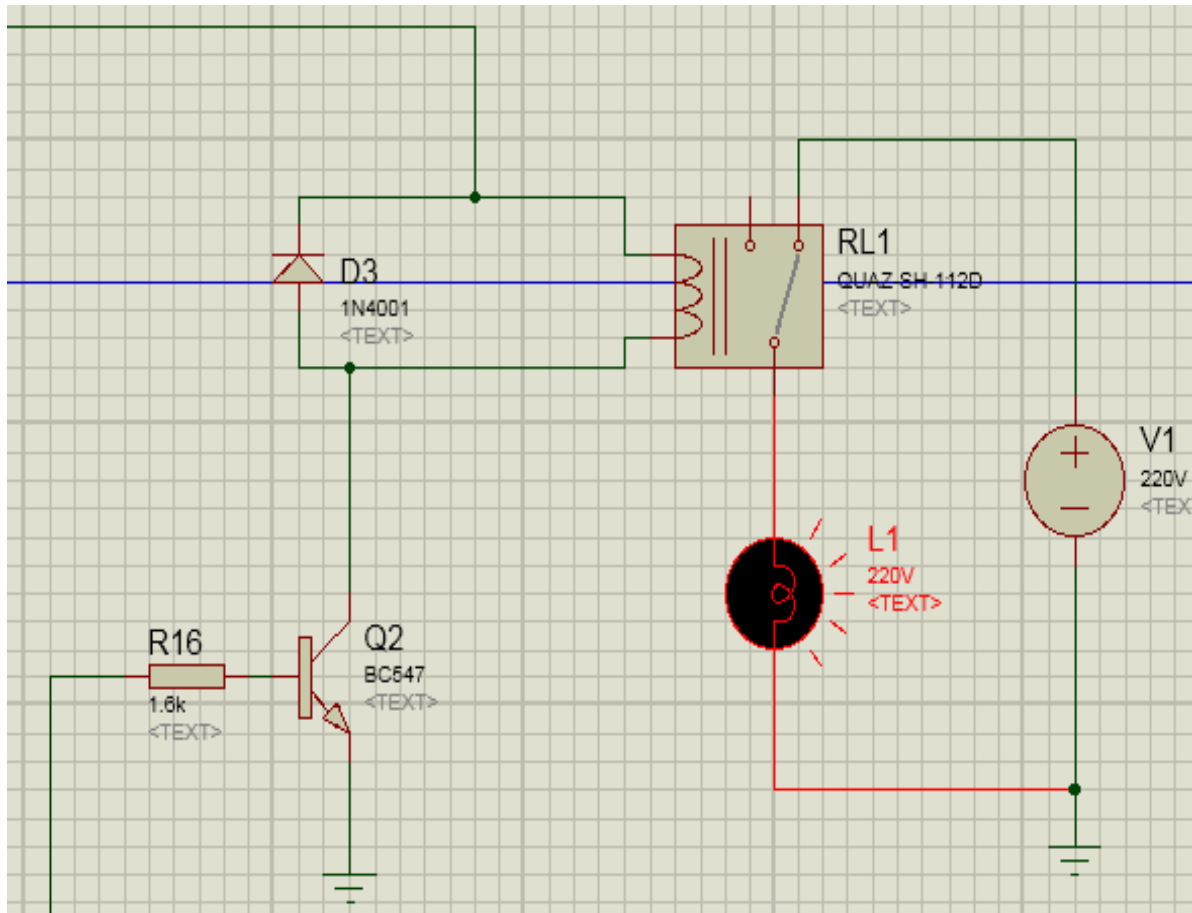 D3
1N4001
<TEXT>
RL1
QUAZ-SH-112D
<TEXT>
V1
220V
<TEX
L1
220V
<TEXT>
R16
1.6k
<TEXT>
Q2
BC547
<TEXT>